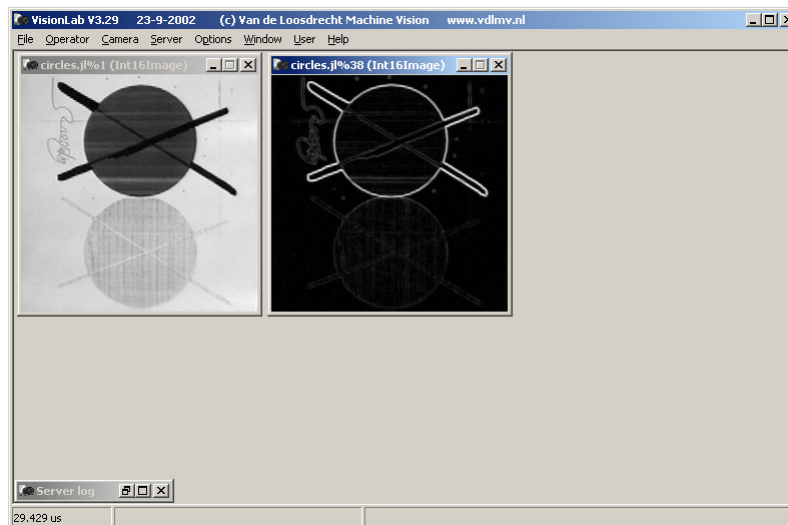 VisionLab V3.29 23-9-2002 (c) Van de Loosdrecht Machine Vision www.vdlmv.nl
File Operator Camera Server Options Window User Help
circles.jl%1 (Int16Image)
circles.jl%38 (Int16Image)
Server log
29.429 us